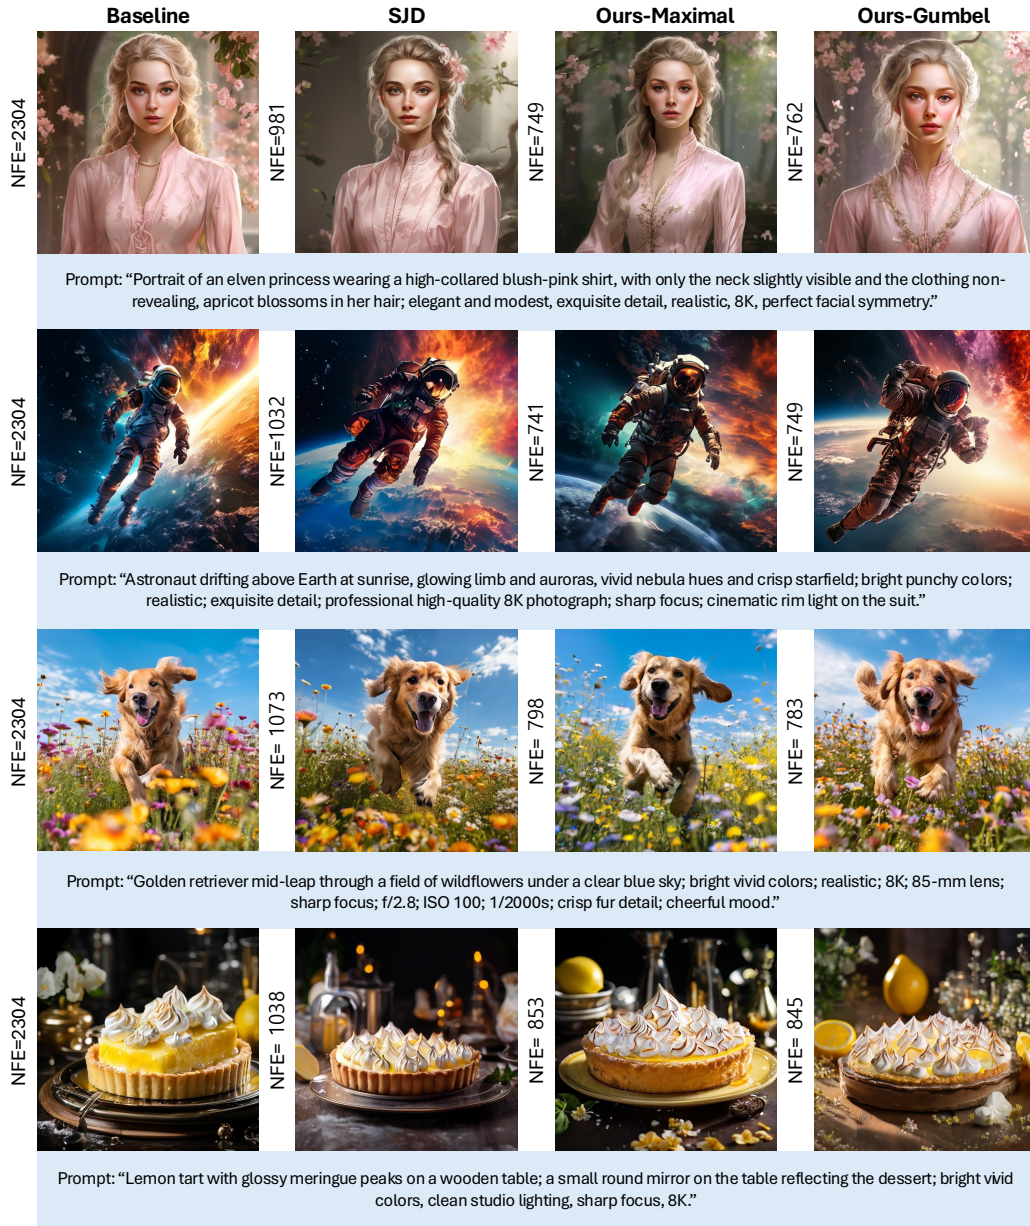 Baseline SJD Ours-Maximal Ours-Gumbel
NFE=2304 NFE=981 NFE=749 NFE=762
Prompt: “Portrait of an elven princess wearing a high-collared blush-pink shirt, with only the neck slightly visible and the clothing non-
revealing, apricot blossoms in her hair; elegant and modest, exquisite detail, realistic, 8K, perfect facial symmetry.”
NFE=2304 NFE=1032 NFE=741 NFE=749
Prompt: “Astronaut drifting above Earth at sunrise, glowing limb and auroras, vivid nebula hues and crisp starfield; bright punchy colors;
realistic; exquisite detail; professional high-quality 8K photograph; sharp focus; cinematic rim light on the suit.”
NFE=2304 NFE= 1073 NFE= 798 NFE= 783
Prompt: “Golden retriever mid-leap through a field of wildflowers under a clear blue sky; bright vivid colors; realistic; 8K; 85-mm lens;
sharp focus; f/2.8; ISO 100; 1/2000s; crisp fur detail; cheerful mood.”
NFE=2304 NFE= 1038 NFE= 853 NFE= 845
Prompt: “Lemon tart with glossy meringue peaks on a wooden table; a small round mirror on the table reflecting the dessert; bright vivid
colors, clean studio lighting, sharp focus, 8K.”